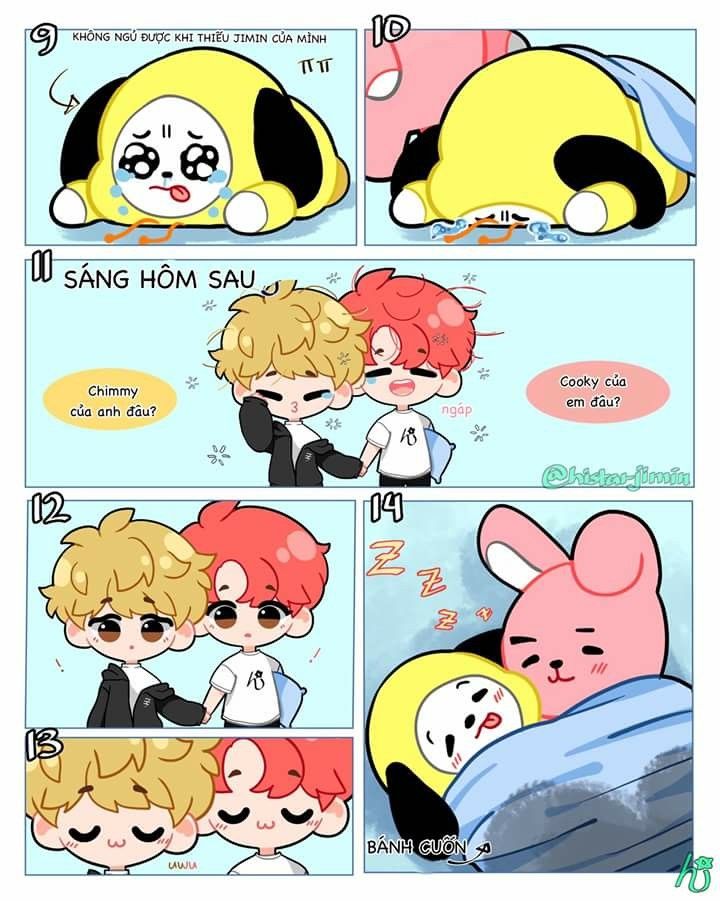 9
KHÔNG NGỦ ĐƯỢC KHI THIẾU JIMIN CỦA MÌNH
ㅠㅠ
10
11
SÁNG HÔM SAU
Chimmy
của anh đâu?
ngáp
Cooky của
em đâu?
@histar-jimin
12
14
Z Z Z Z
13
UWU
BÁNH CUỐN